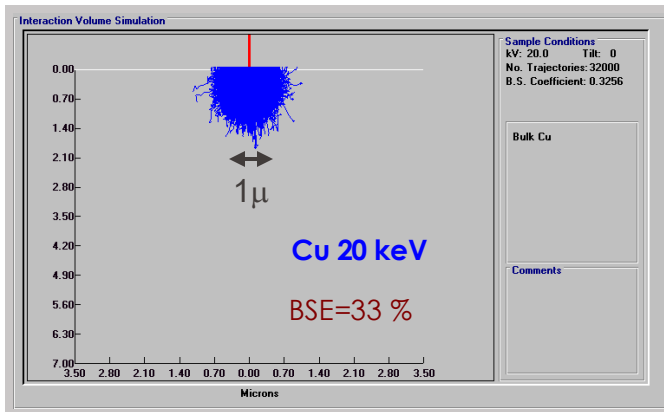 Interaction Volume Simulation
Sample Conditions
kV: 20.0 Tilt: 0
No. Trajectories: 32000
B.S. Coefficient: 0.3256
Bulk Cu
Comments
0.00
0.70
1.40
2.10
2.80
3.50
4.20
4.90
5.60
6.30
7.00
1μ
Cu 20 keV
BSE=33 %
3.50 2.80 2.10 1.40 0.70 0.00 0.70 1.40 2.10 2.80 3.50
Microns